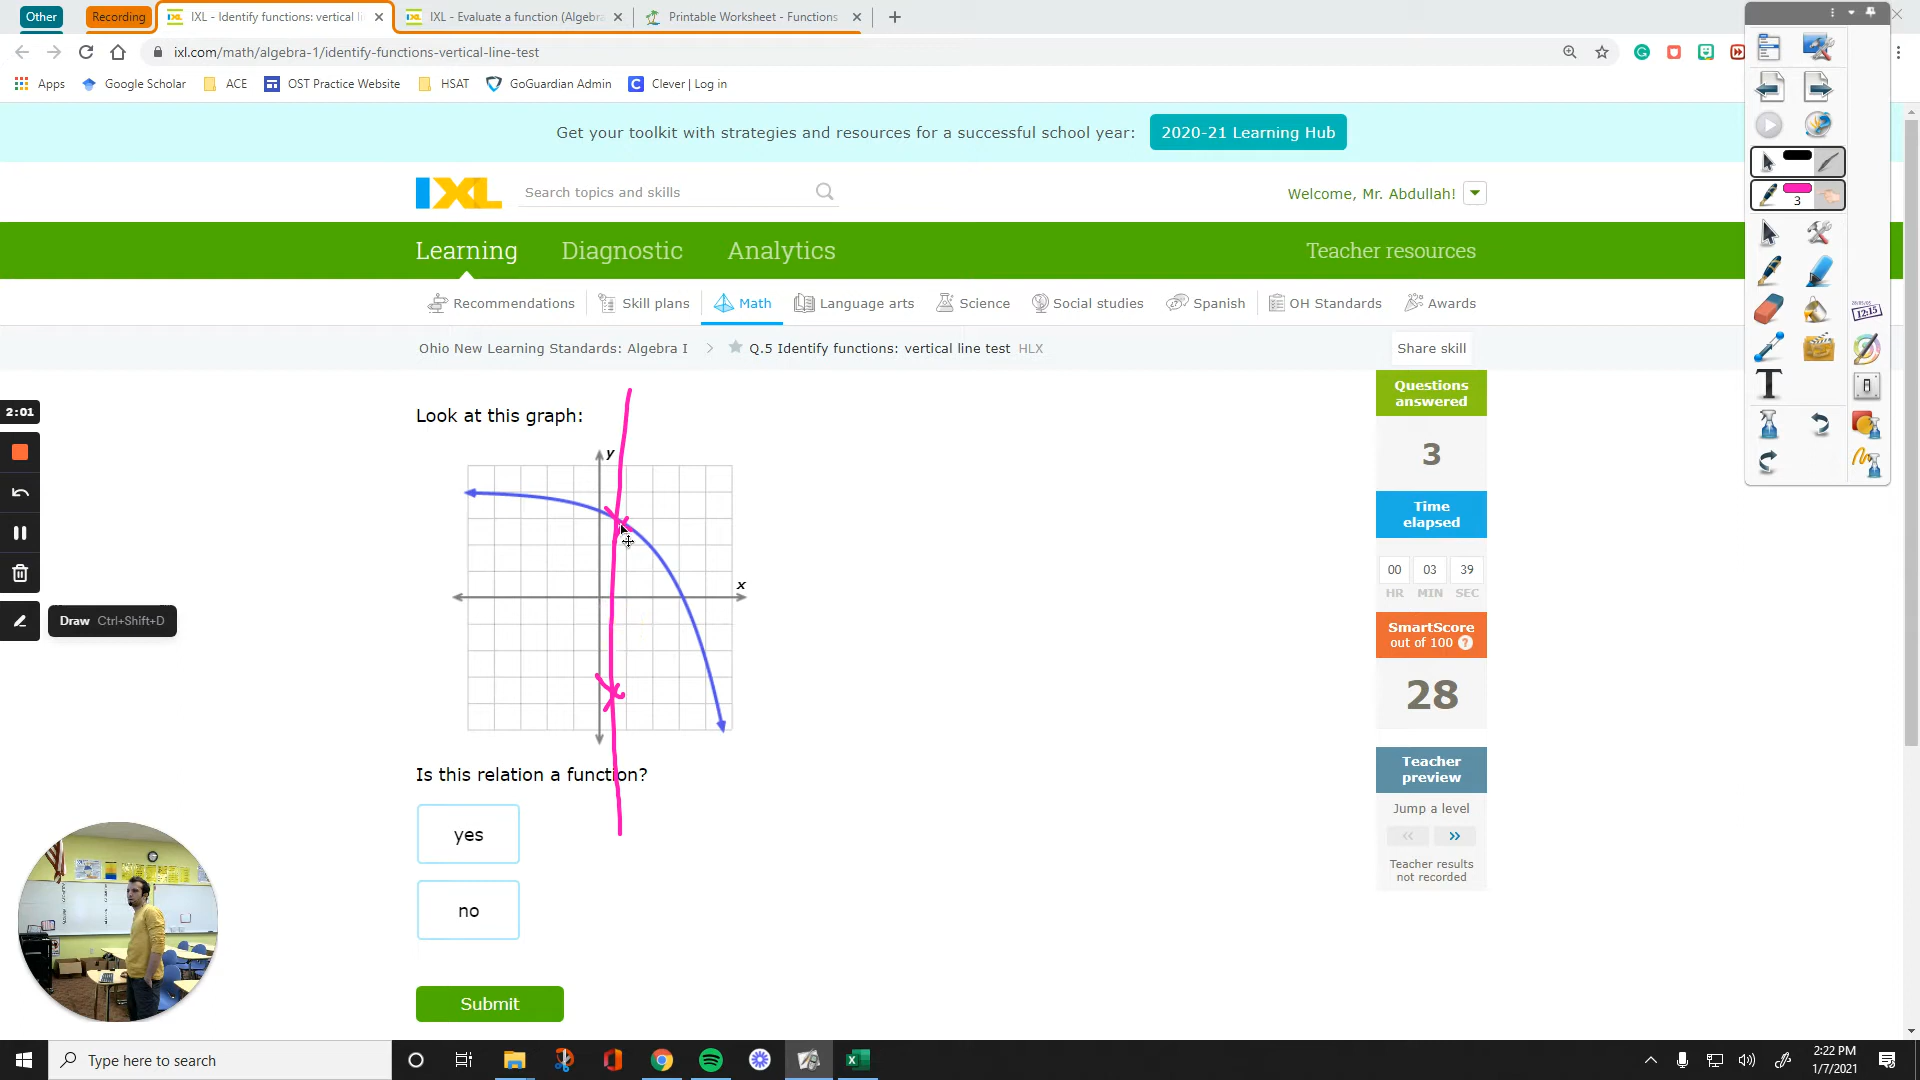 Other
Recording
IXL - Identify functions: vertical li
IXL - Evaluate a function (Algebra
Printable Worksheet - Functions
ixl.com/math/algebra-1/identify-functions-vertical-line-test
Apps
Google Scholar
ACE
OST Practice Website
HSAT
GoGuardian Admin
Clever | Log in
Get your toolkit with strategies and resources for a successful school year:
2020-21 Learning Hub
IXL
Search topics and skills
Welcome, Mr. Abdullah!
Learning
Diagnostic
Analytics
Teacher resources
Recommendations
Skill plans
Math
Language arts
Science
Social studies
Spanish
OH Standards
Awards
Ohio New Learning Standards: Algebra I > Q.5 Identify functions: vertical line test HLX
Share skill
Look at this graph:
y
x
Is this relation a function?
yes
no
Submit
Questions
answered
3
Time
elapsed
00 03 39
HR MIN SEC
SmartScore
out of 100 ?
28
Teacher
preview
Jump a level
<< >>
Teacher results
not recorded
2:01
Draw Ctrl+Shift+D
3
12:15
T
Type here to search
2:22 PM
1/7/2021